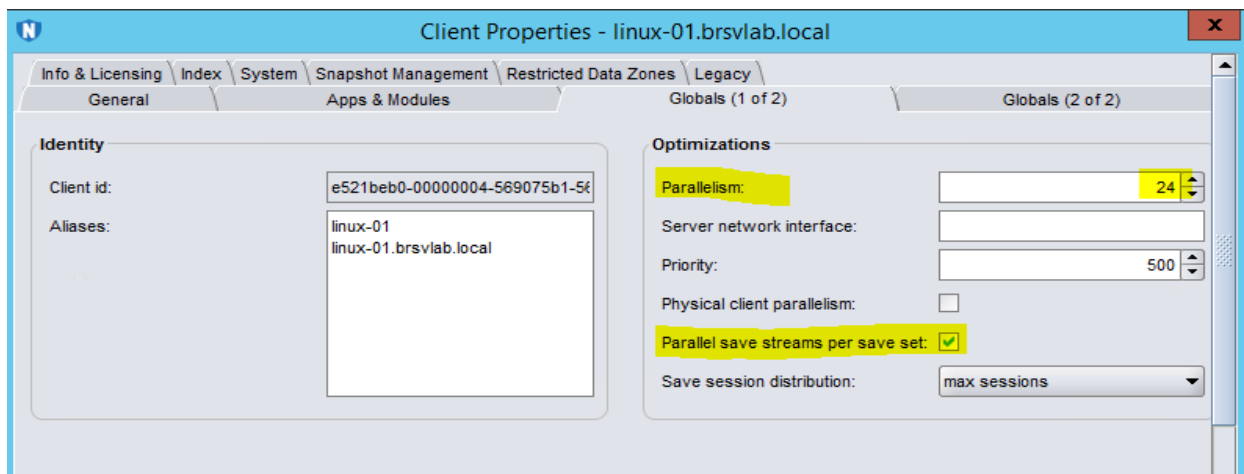 N
Client Properties - linux-01.brsvlab.local
x
Info & Licensing Index System Snapshot Management Restricted Data Zones Legacy
General Apps & Modules Globals (1 of 2) Globals (2 of 2)
Identity
Client id: e521beb0-00000004-569075b1-56
Aliases: linux-01
linux-01.brsvlab.local
Optimizations
Parallelism: 24
Server network interface:
Priority: 500
Physical client parallelism:
Parallel save streams per save set:
Save session distribution: max sessions